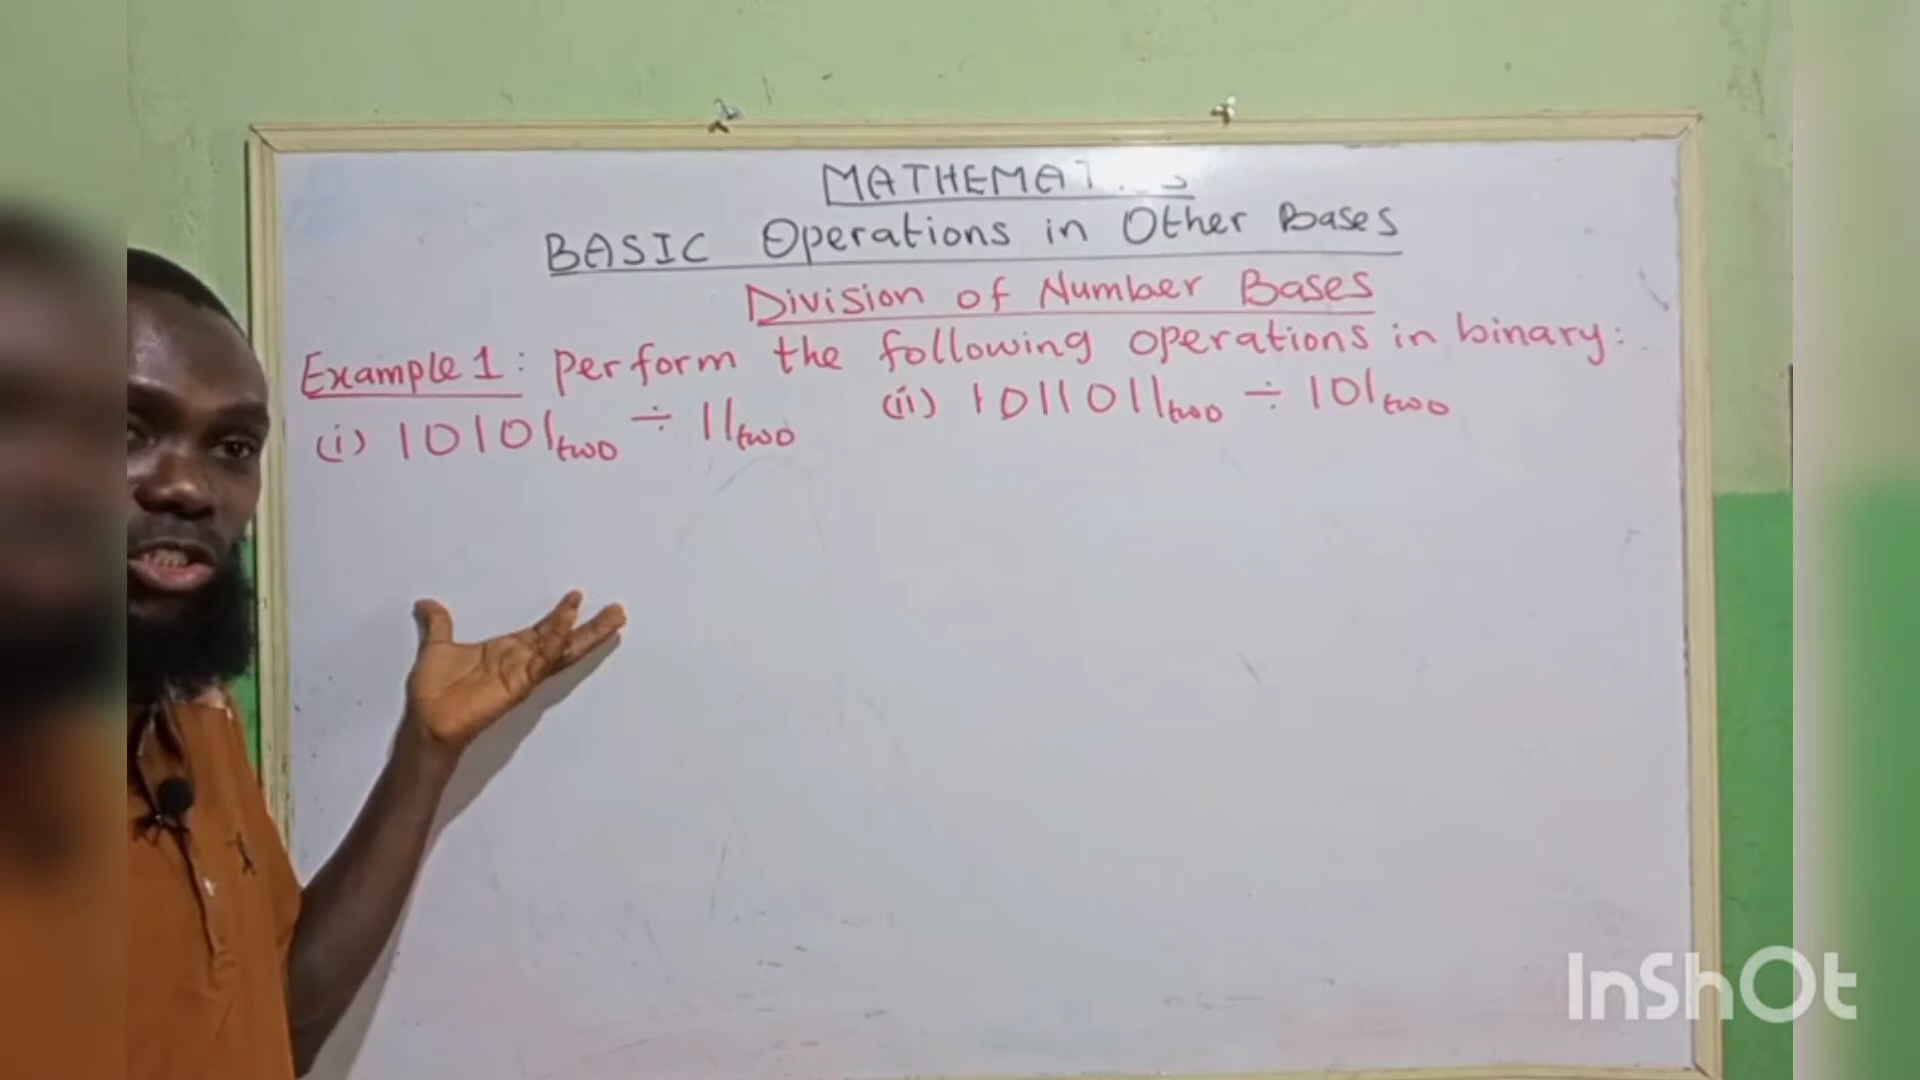 MATHEMAT
BASIC Operations in Other Bases
Division of Number Bases
Example 1: perform the following operations in binary:
(i) 10101two ÷ 11two (ii) 1011011two ÷ 101two
InShOt